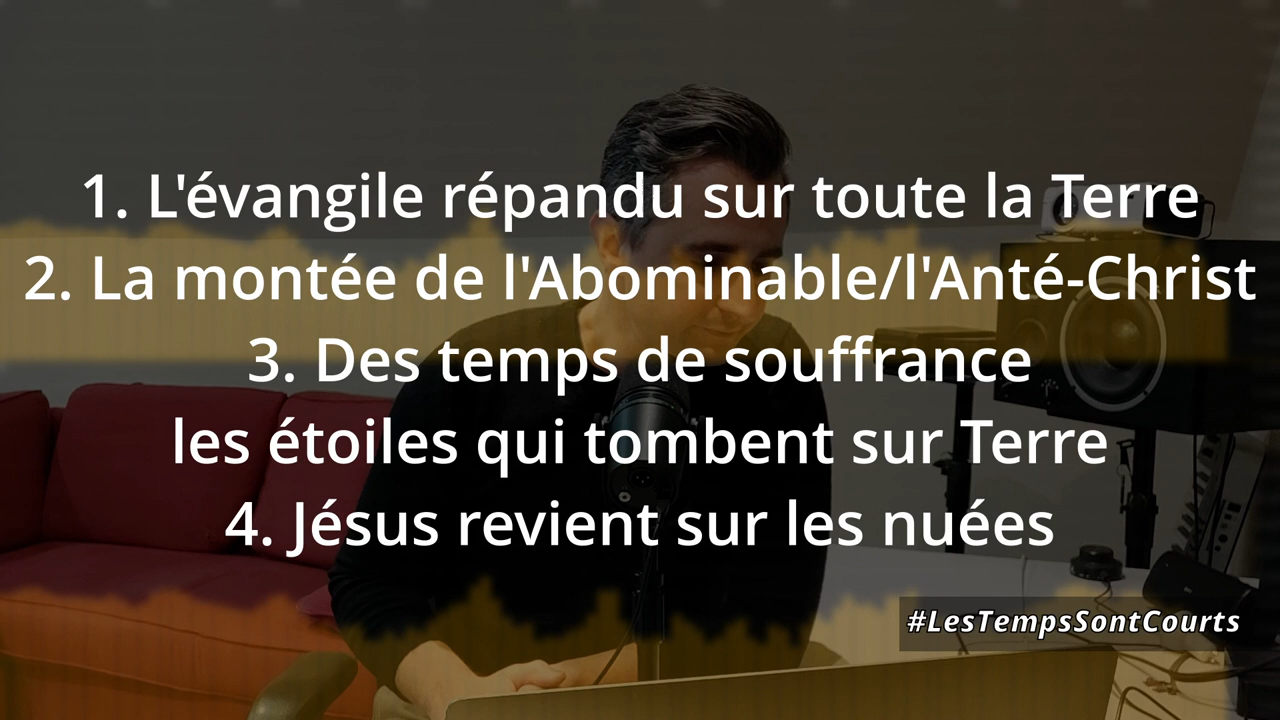 1. L'évangile répandu sur toute la Terre
2. La montée de l'Abominable/l'Anté-Christ
3. Des temps de souffrance
les étoiles qui tombent sur Terre
4. Jésus revient sur les nuées
#LesTempsSontCourts